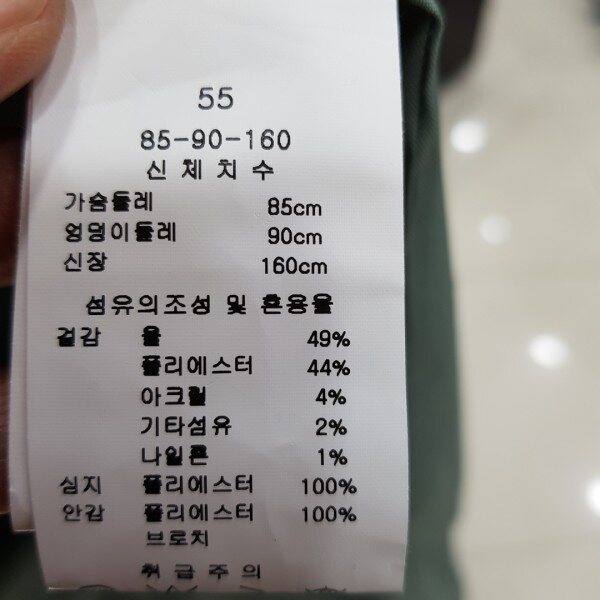 55
85-90-160
신체치수
가슴둘레 85cm
엉덩이둘레 90cm
신장 160cm
섬유의조성 및 혼용율
겉감 울 49%
폴리에스터 44%
아크릴 4%
기타섬유 2%
나일론 1%
심지 폴리에스터 100%
안감 폴리에스터 100%
브로치
취급주의